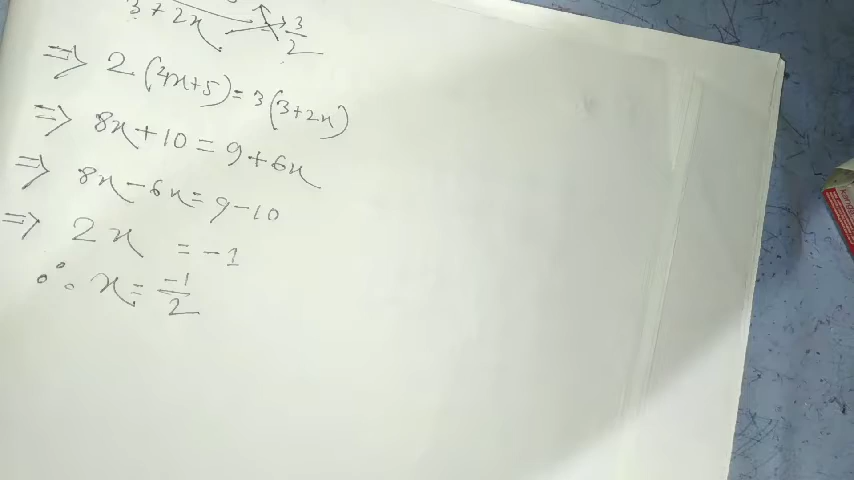 3+2x 3/2
⇒ 2(4x+5)=3(3+2x)
⇒ 8x+10=9+6x
⇒ 8x-6x=9-10
⇒ 2x = -1
∴ x= -1/2